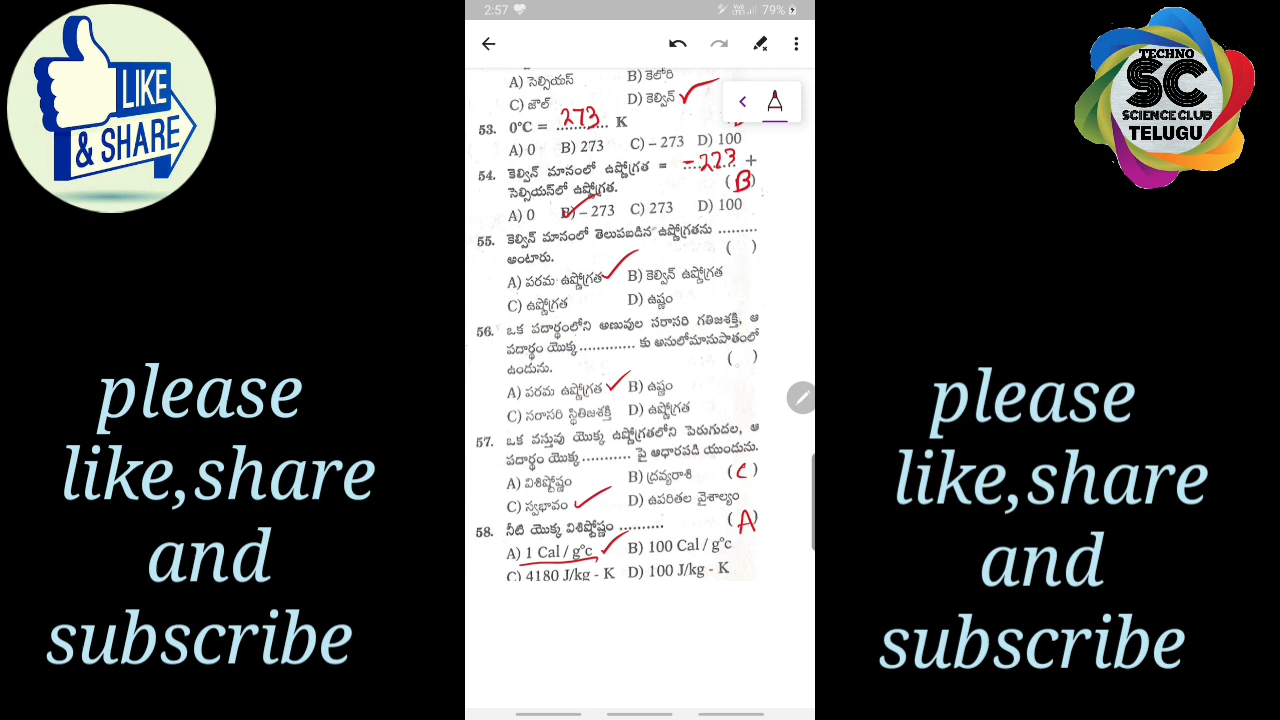 LIKE
& SHARE
please
like,share
and
subscribe
2:57
79%
A) సెల్సియస్ B) కెలోరి
C) జౌల్ D) కెల్విన్
53. 0°C = ............ K
273
A) 0 B) 273 C) – 273 D) 100
54. కెల్విన్ మానంలో ఉష్ణోగ్రత = ............ +
-223
సెల్సియస్‌లో ఉష్ణోగ్రత. (B)
A) 0 B) – 273 C) 273 D) 100
55. కెల్విన్ మానంలో తెలుపబడిన ఉష్ణోగ్రతను .........
అంటారు. ( )
A) పరమ ఉష్ణోగ్రత B) కెల్విన్ ఉష్ణోగ్రత
C) ఉష్ణోగ్రత D) ఉష్ణం
56. ఒక పదార్థంలోని అణువుల సరాసరి గతిజశక్తి, ఆ
పదార్థం యొక్క ............. కు అనులోమానుపాతంలో
ఉండును. ( )
A) పరమ ఉష్ణోగ్రత B) ఉష్ణం
C) సరాసరి స్థితిజశక్తి D) ఉష్ణోగ్రత
57. ఒక వస్తువు యొక్క ఉష్ణోగ్రతలోని పెరుగుదల, ఆ
పదార్థం యొక్క ........... పై ఆధారపడి యుండును.
A) విశిష్టోష్ణం B) ద్రవ్యరాశి (C)
C) స్వభావం D) ఉపరితల వైశాల్యం
58. నీటి యొక్క విశిష్టోష్ణం .......... (A)
A) 1 Cal / g°c B) 100 Cal / g°c
C) 4180 J/kg - K D) 100 J/kg - K
TECHNO
SC
SCIENCE CLUB
TELUGU
please
like,share
and
subscribe